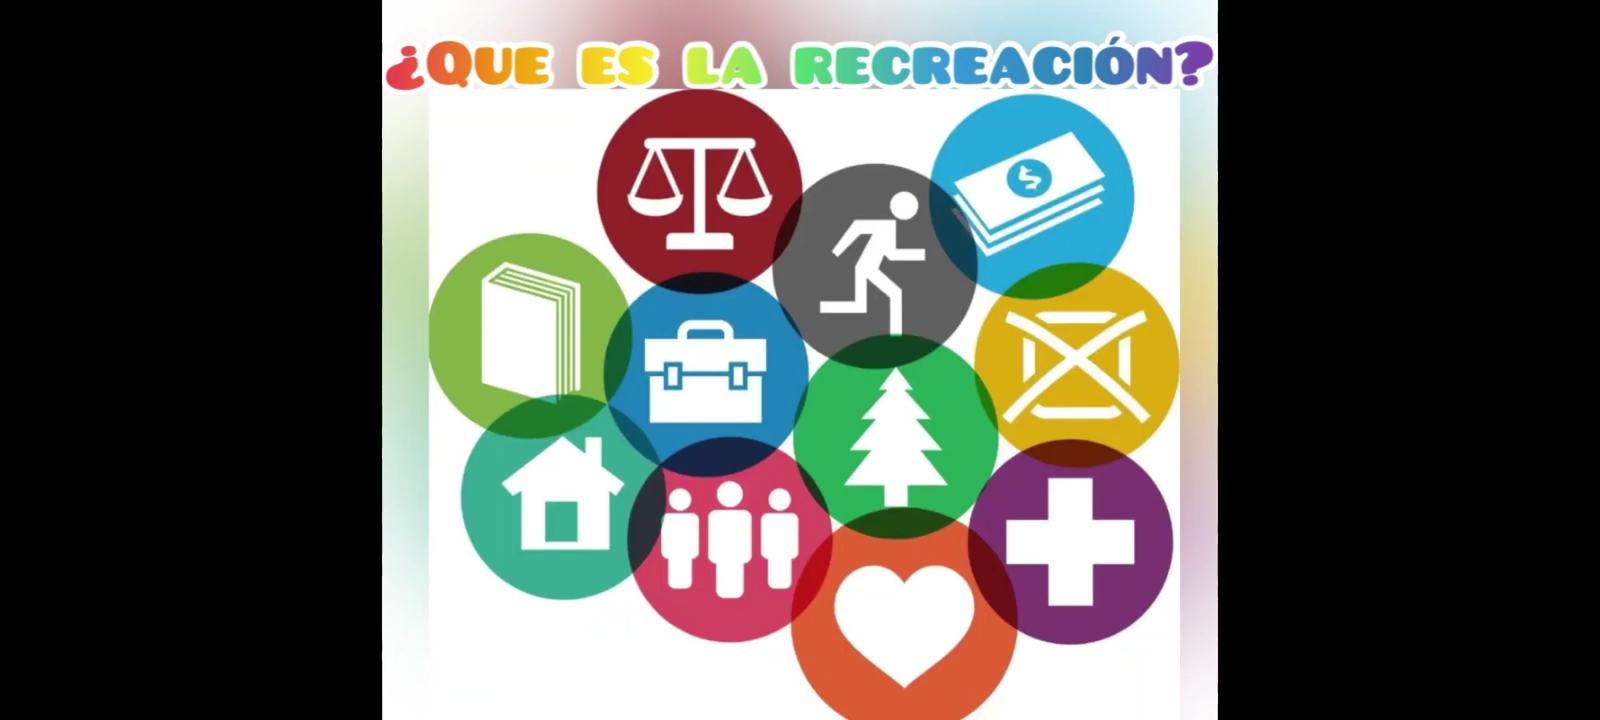 ¿QUE ES LA RECREACIÓN?
$